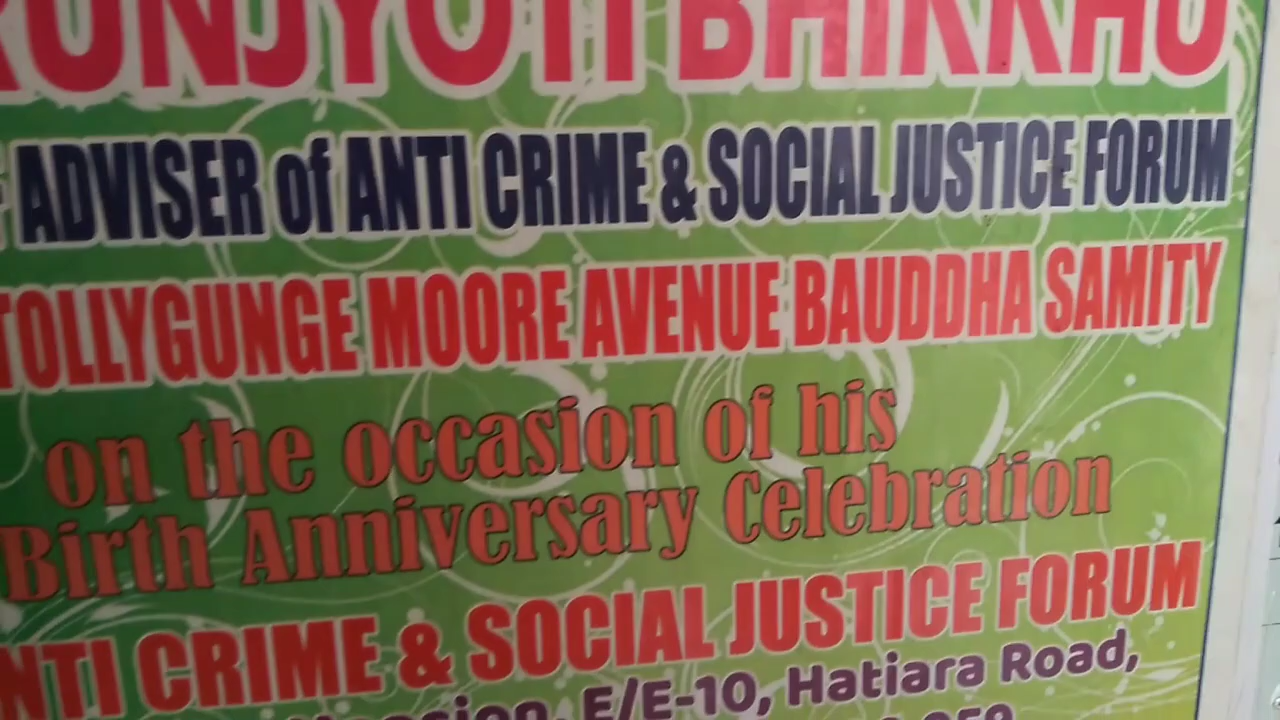 BHIKKHU
ADVISER of ANTI CRIME & SOCIAL JUSTICE FORUM
TOLLYGUNGE MOORE AVENUE BAUDDHA SAMITY
on the occasion of his
Birth Anniversary Celebration
ANTI CRIME & SOCIAL JUSTICE FORUM
E/E-10, Hatiara Road,